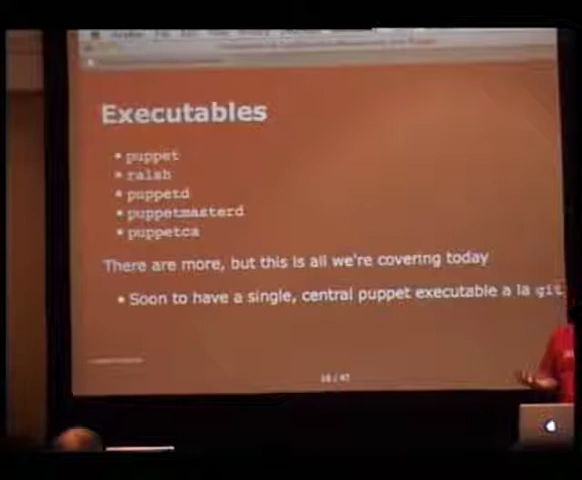 Executables
• puppet
• ralsh
• puppetd
• puppetmasterd
• puppetca
There are more, but this is all we're covering today
• Soon to have a single, central puppet executable a la git